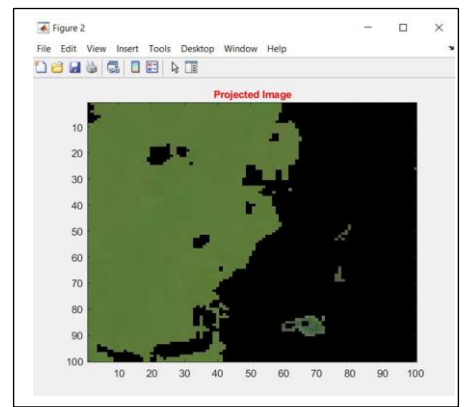 Figure 2
File Edit View Insert Tools Desktop Window Help
Projected Image
10
20
30
40
50
60
70
80
90
100
10 20 30 40 50 60 70 80 90 100